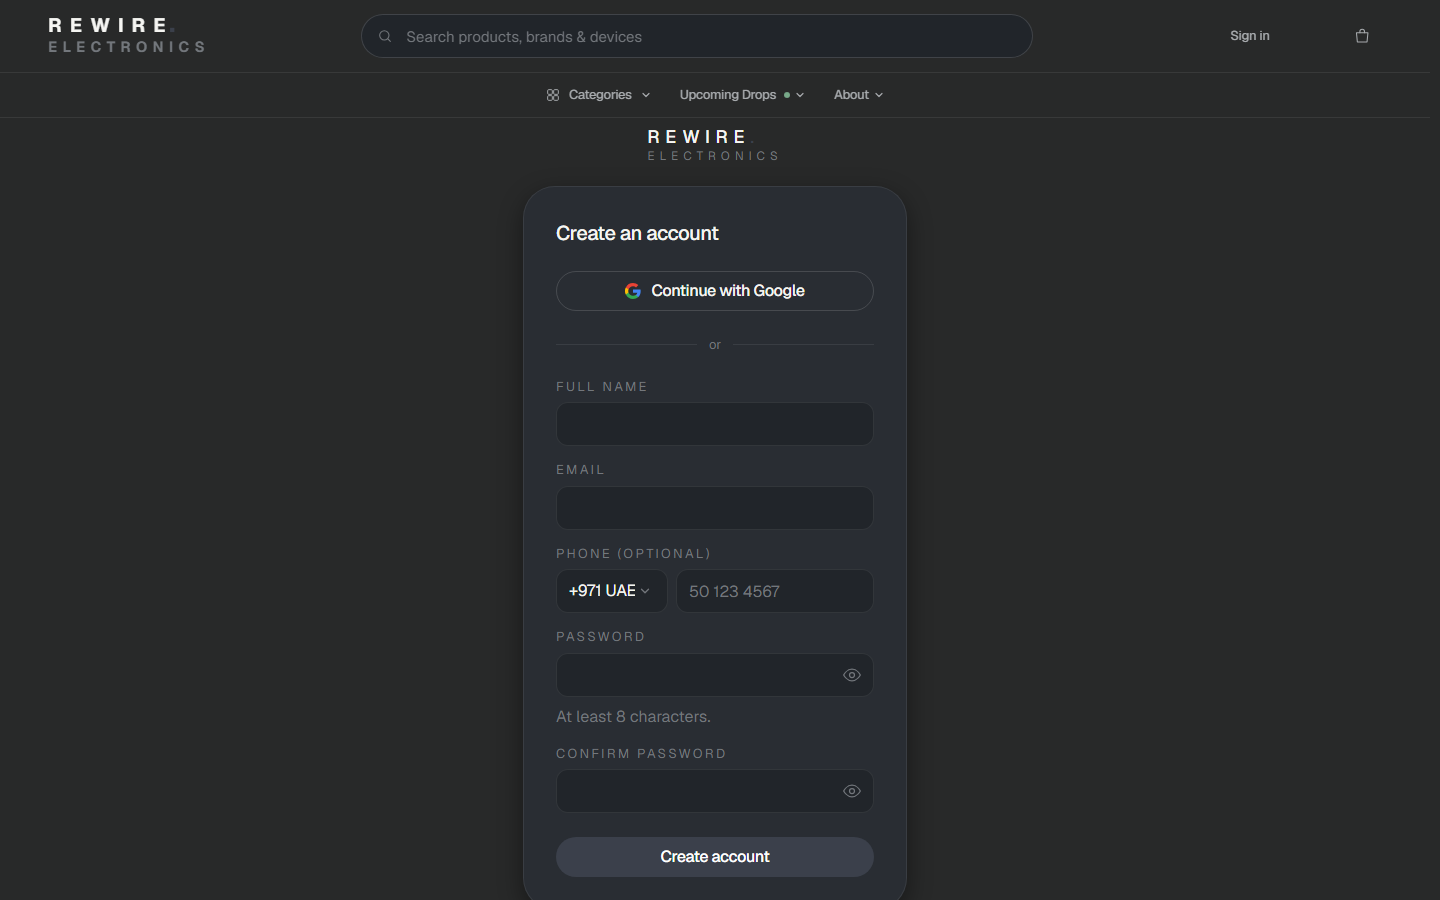 REWIRE.
ELECTRONICS
Search products, brands & devices
Sign in
Categories
Upcoming Drops
About
REWIRE.
ELECTRONICS
Create an account
Continue with Google
or
FULL NAME
EMAIL
PHONE (OPTIONAL)
+971 UAE
50 123 4567
PASSWORD
At least 8 characters.
CONFIRM PASSWORD
Create account